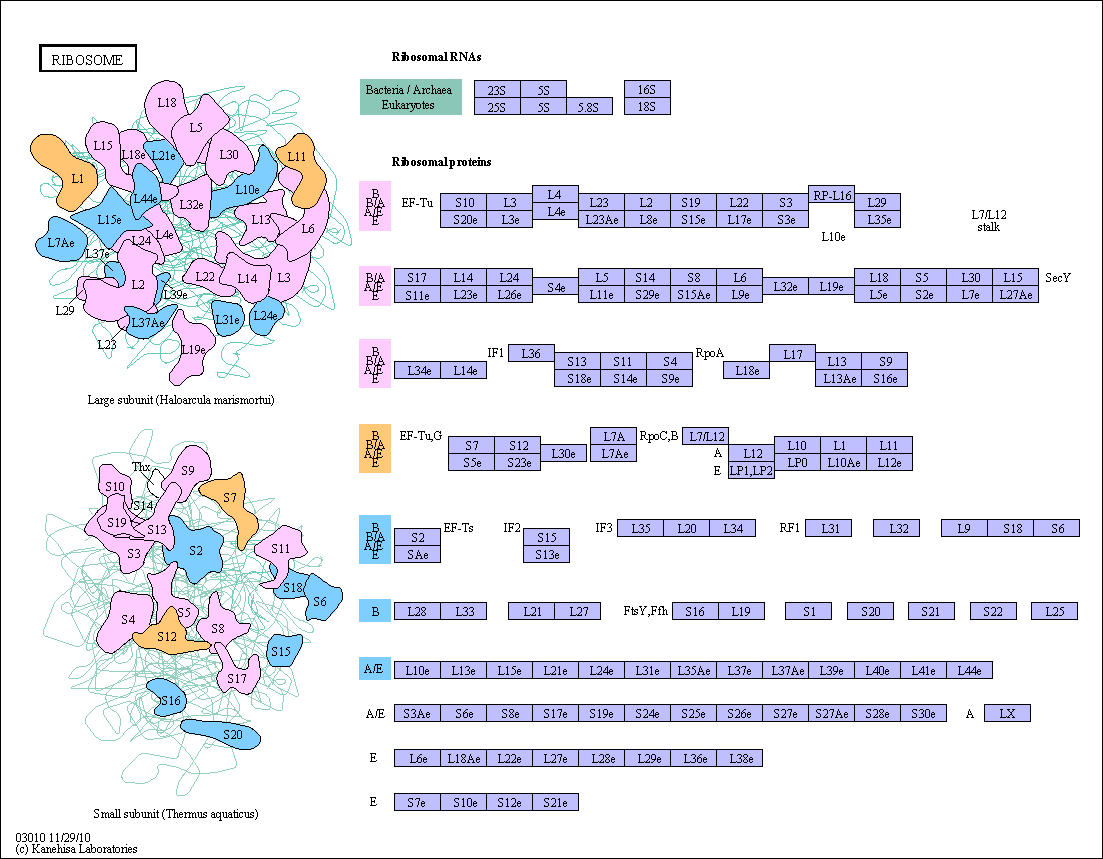 RIBOSOME
Ribosomal RNAs
Bacteria / Archaea 23S 5S 16S
Eukaryotes 25S 5S 5.8S 18S
Ribosomal proteins
L18
L5
L15
L18e
L21e
L30
L11
L1
L44e
L10e
L32e
L15e
L13
L6
L7Ae
L24
L4e
L37e
L2
L22
L14
L3
L29
L39e
L37Ae
L31e
L24e
L23
L19e
Large subunit (Haloarcula marismortui)
Thx
S9
S10
S7
S14
S19
S13
S3
S2
S11
S18
S6
S4
S5
S8
S12
S15
S17
S16
S20
Small subunit (Thermus aquaticus)
B
B/A
A/E
E
EF-Tu
L4 RP-L16
S10 L3 L23 L2 S19 L22 S3 L29
L4e
S20e L3e L23Ae L8e S15e L17e S3e L35e
L10e
L7/L12
stalk
B/A
A/E
E
S17 L14 L24 L5 S14 S8 L6 L18 S5 L30 L15 SecY
S4e L32e L19e
S11e L23e L26e L11e S29e S15Ae L9e L5e S2e L7e L27Ae
B
B/A
A/E
E
IF1 L36 RpoA L17
S13 S11 S4 L13 S9
L34e L14e L18e
S18e S14e S9e L13Ae S16e
B
B/A
A/E
E
EF-Tu,G L7A RpoC,B L7/L12
S7 S12 L10 L1 L11
L30e L7Ae A L12
S5e S23e LP0 L10Ae L12e
E LP1,LP2
B
B/A
A/E
E
EF-Ts IF2 IF3 L35 L20 L34 RF1 L31 L32 L9 S18 S6
S2 S15
SAe S13e
B L28 L33 L21 L27 FtsY,Ffh S16 L19 S1 S20 S21 S22 L25
A/E L10e L13e L15e L21e L24e L31e L35Ae L37e L37Ae L39e L40e L41e L44e
A/E S3Ae S6e S8e S17e S19e S24e S25e S26e S27e S27Ae S28e S30e A LX
E L6e L18Ae L22e L27e L28e L29e L36e L38e
E S7e S10e S12e S21e
03010 11/29/10
(c) Kanehisa Laboratories